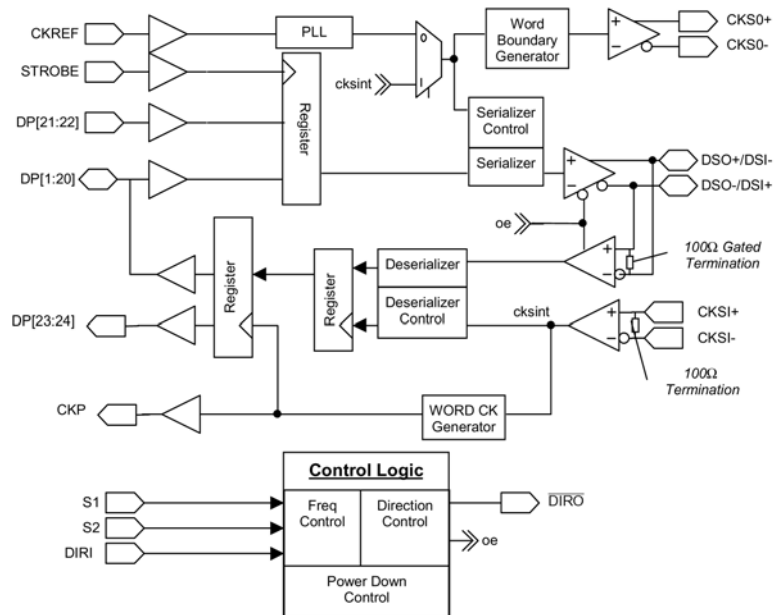 CKREF
PLL
0
Word
Boundary
Generator
+
−
CKS0+
CKS0-
STROBE
cksint
I
Register
DP[21:22]
Serializer
Control
DP[1:20]
Serializer
+
−
DSO+/DSI-
DSO-/DSI+
oe
Register
Register
Deserializer
+
−
100Ω Gated
Termination
DP[23:24]
Deserializer
Control
cksint
+
−
CKSI+
CKSI-
100Ω
Termination
CKP
WORD CK
Generator
Control Logic
S1
S2
DIRI
Freq
Control
Direction
Control
DIRO
oe
Power Down
Control